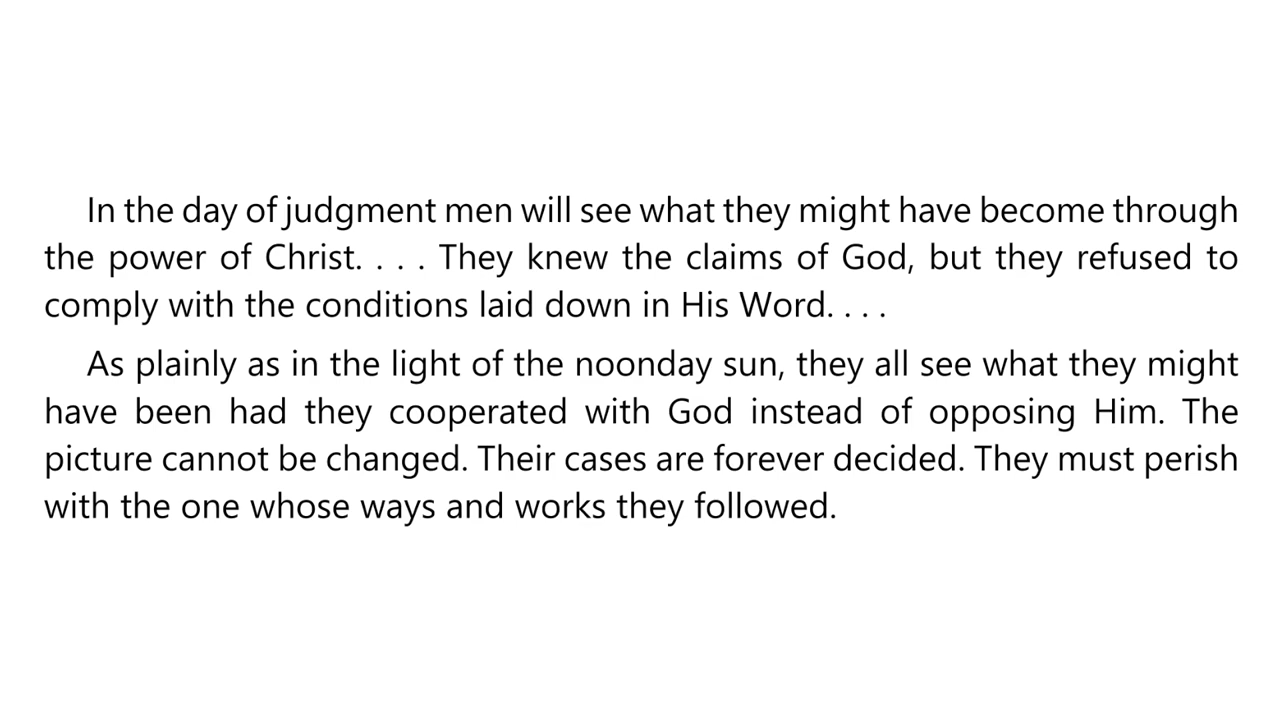 In the day of judgment men will see what they might have become through
the power of Christ. . . . They knew the claims of God, but they refused to
comply with the conditions laid down in His Word. . . .
As plainly as in the light of the noonday sun, they all see what they might
have been had they cooperated with God instead of opposing Him. The
picture cannot be changed. Their cases are forever decided. They must perish
with the one whose ways and works they followed.